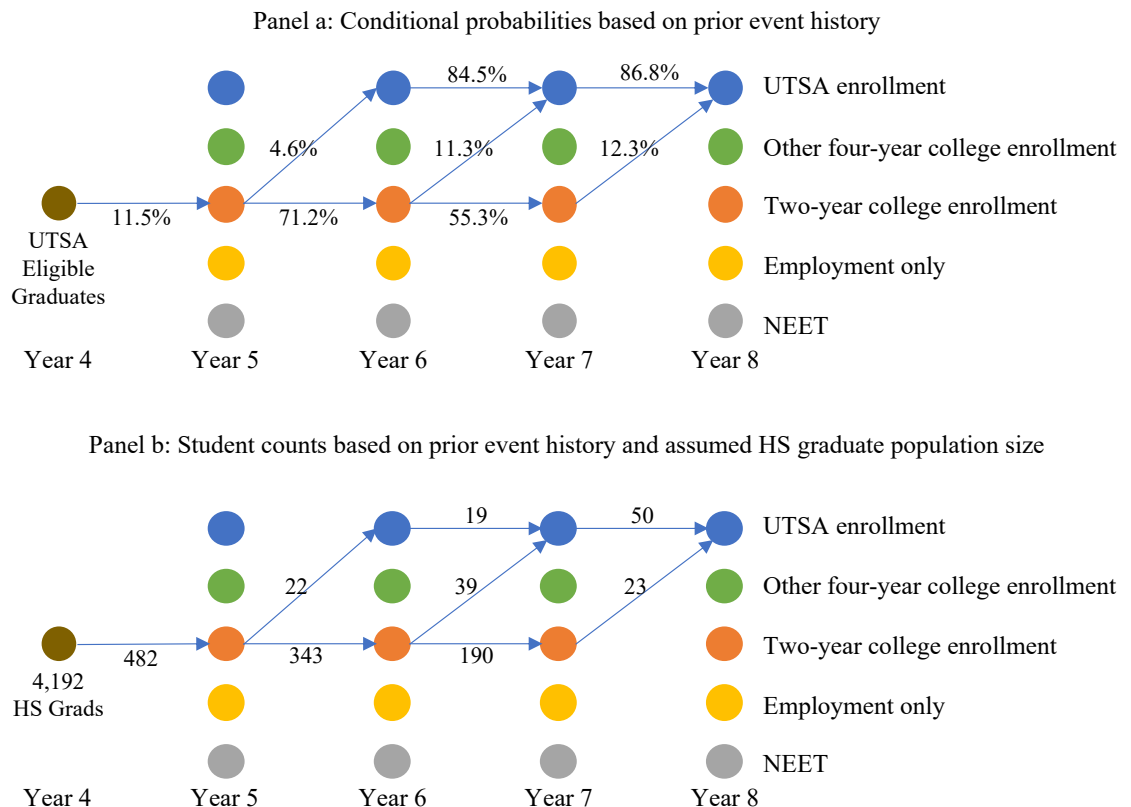 Panel a: Conditional probabilities based on prior event history
84.5%
86.8%
UTSA enrollment
4.6%
11.3%
12.3%
Other four-year college enrollment
11.5%
71.2%
55.3%
Two-year college enrollment
UTSA
Eligible
Graduates
Employment only
NEET
Year 4
Year 5
Year 6
Year 7
Year 8
Panel b: Student counts based on prior event history and assumed HS graduate population size
19
50
UTSA enrollment
22
39
23
Other four-year college enrollment
482
343
190
Two-year college enrollment
4,192
HS Grads
Employment only
NEET
Year 4
Year 5
Year 6
Year 7
Year 8